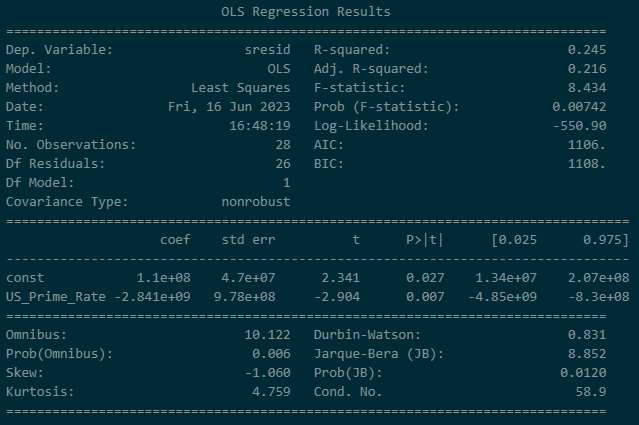 OLS Regression Results
==============================================================================
Dep. Variable: sresid R-squared: 0.245
Model: OLS Adj. R-squared: 0.216
Method: Least Squares F-statistic: 8.434
Date: Fri, 16 Jun 2023 Prob (F-statistic): 0.00742
Time: 16:48:19 Log-Likelihood: -550.90
No. Observations: 28 AIC: 1106.
Df Residuals: 26 BIC: 1108.
Df Model: 1
Covariance Type: nonrobust
=================================================================================
coef std err t P>|t| [0.025 0.975]
---------------------------------------------------------------------------------
const 1.1e+08 4.7e+07 2.341 0.027 1.34e+07 2.07e+08
US_Prime_Rate -2.841e+09 9.78e+08 -2.904 0.007 -4.85e+09 -8.3e+08
==============================================================================
Omnibus: 10.122 Durbin-Watson: 0.831
Prob(Omnibus): 0.006 Jarque-Bera (JB): 8.852
Skew: -1.060 Prob(JB): 0.0120
Kurtosis: 4.759 Cond. No. 58.9
==============================================================================